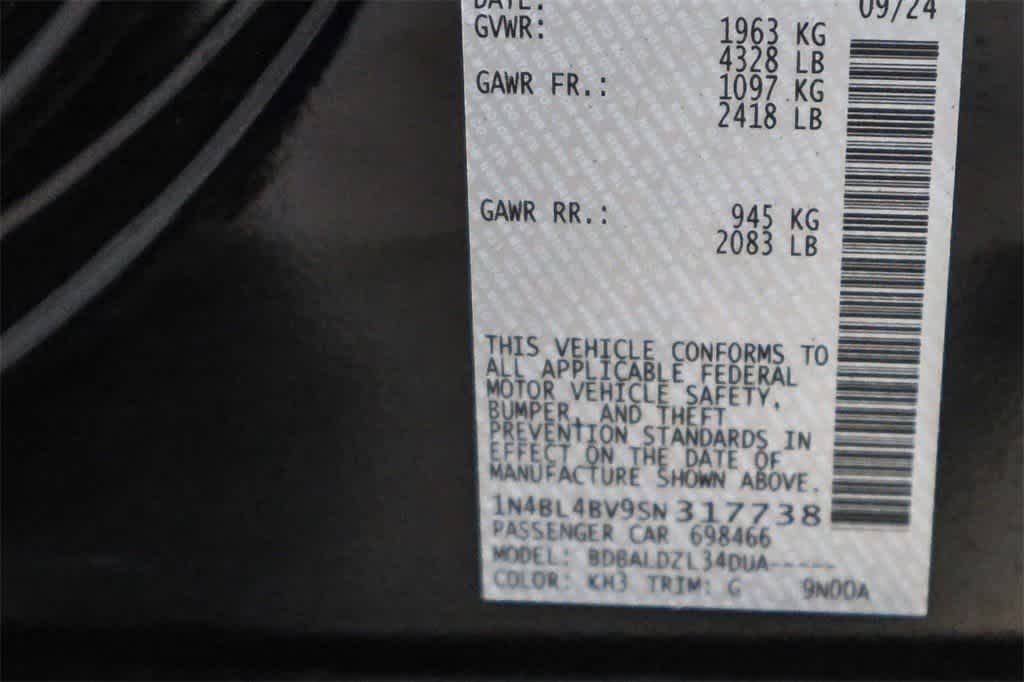 DATE: 09/24
GVWR: 1963 KG
4328 LB
GAWR FR.: 1097 KG
2418 LB
GAWR RR.: 945 KG
2083 LB
THIS VEHICLE CONFORMS TO
ALL APPLICABLE FEDERAL
MOTOR VEHICLE SAFETY,
BUMPER, AND THEFT
PREVENTION STANDARDS IN
EFFECT ON THE DATE OF
MANUFACTURE SHOWN ABOVE.
1N4BL4BV9SN317738
PASSENGER CAR 698466
MODEL: BDBALDZL34DUA-----
COLOR: KH3 TRIM: G 9N00A